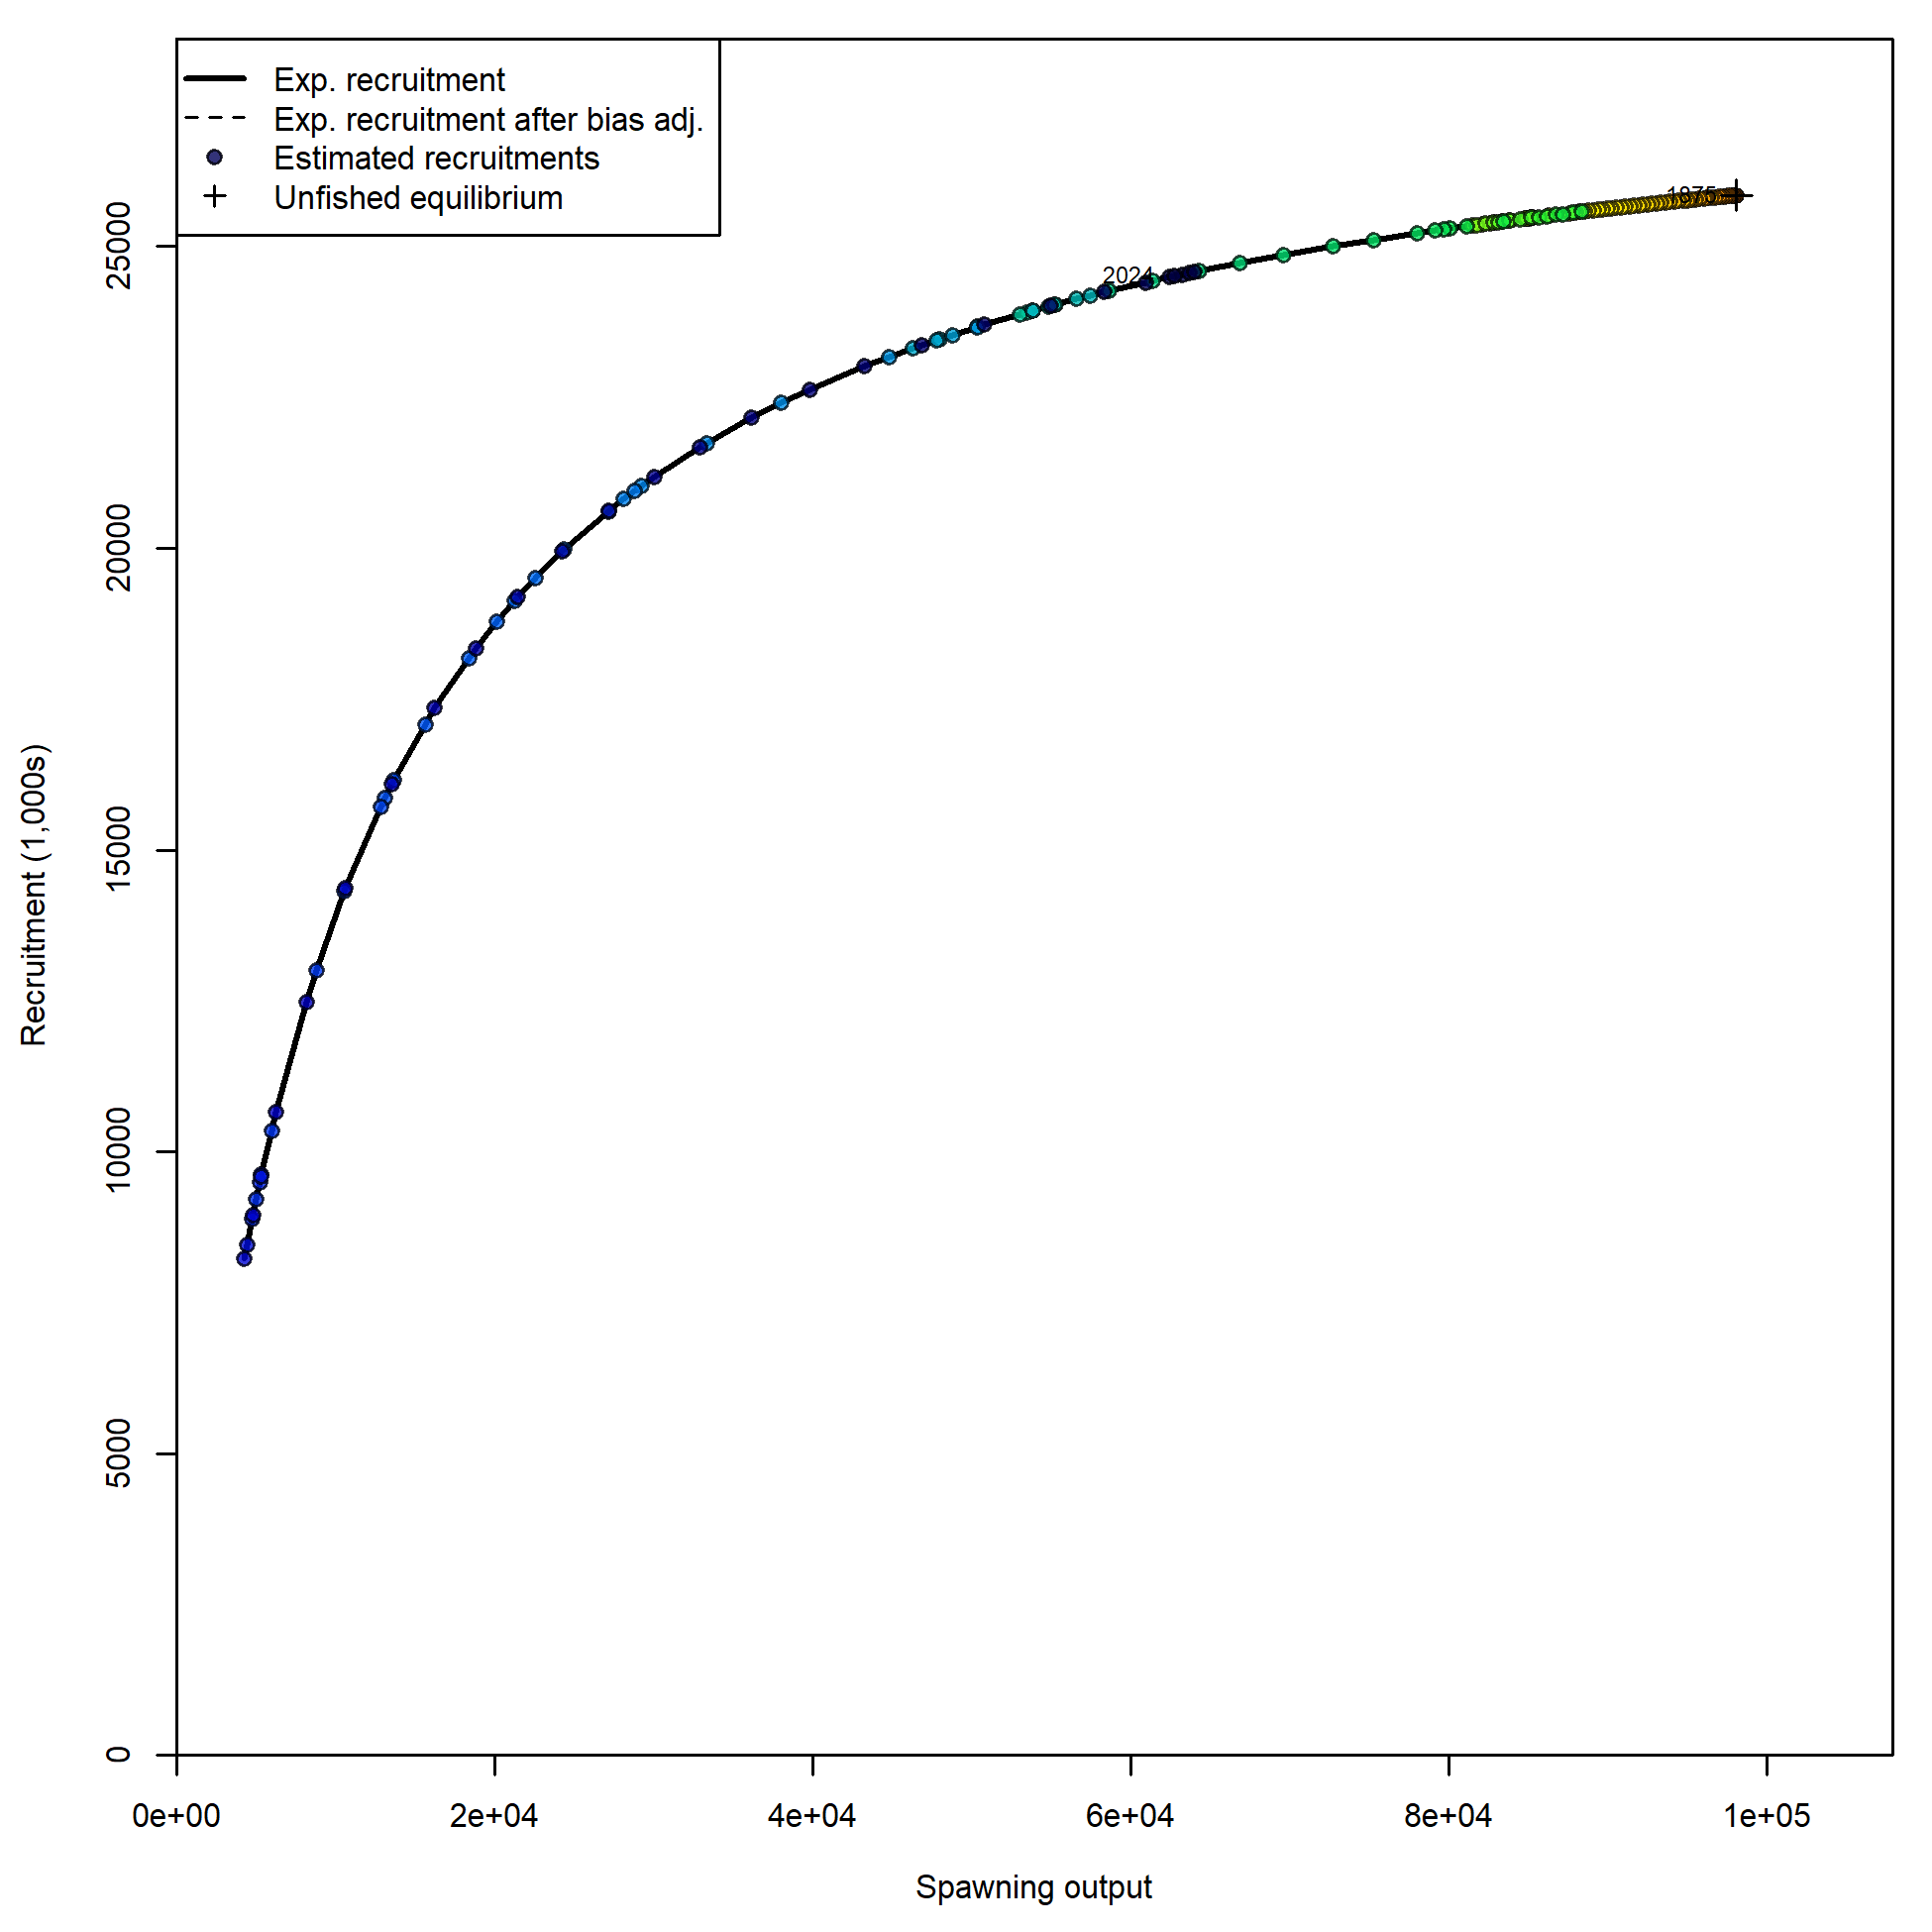 Exp. recruitment
Exp. recruitment after bias adj.
Estimated recruitments
Unfished equilibrium
1875
2024
25000
20000
15000
10000
5000
0
Recruitment (1,000s)
0e+00 2e+04 4e+04 6e+04 8e+04 1e+05
Spawning output